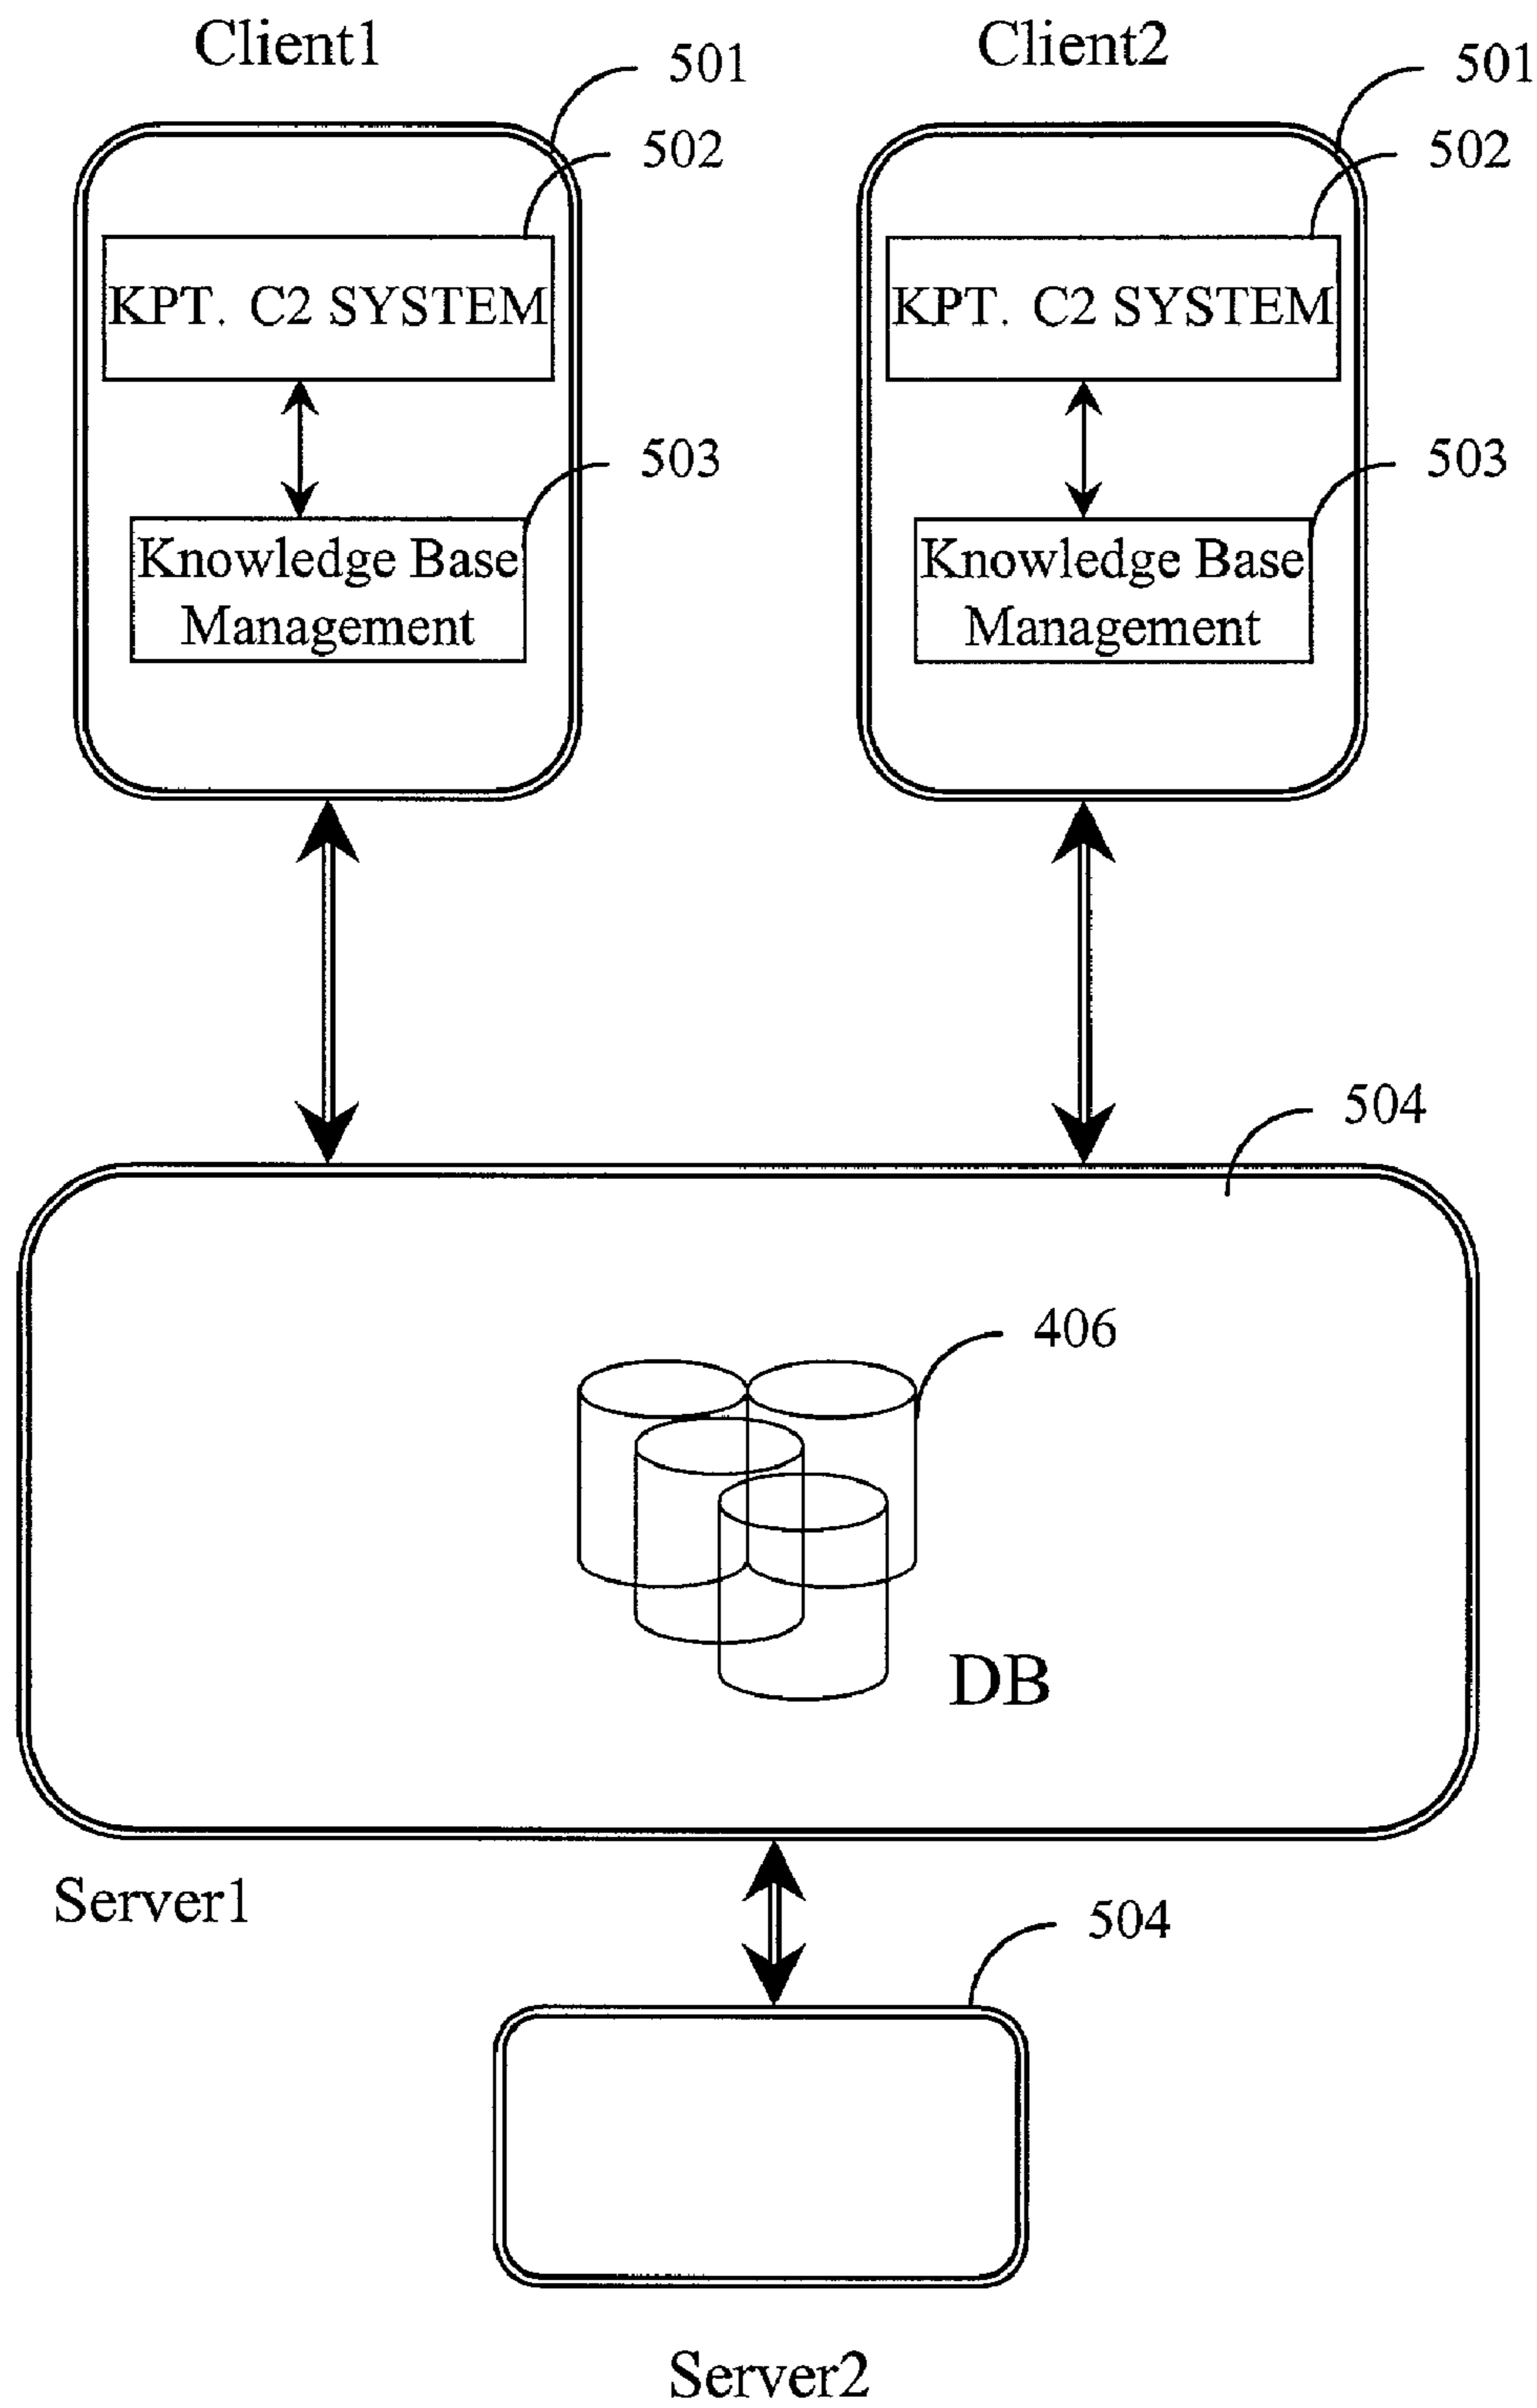 Client1
Client2
501
501
502
502
KPT. C2 SYSTEM
KPT. C2 SYSTEM
503
503
Knowledge Base
Management
Knowledge Base
Management
504
406
DB
Server1
504
Server2